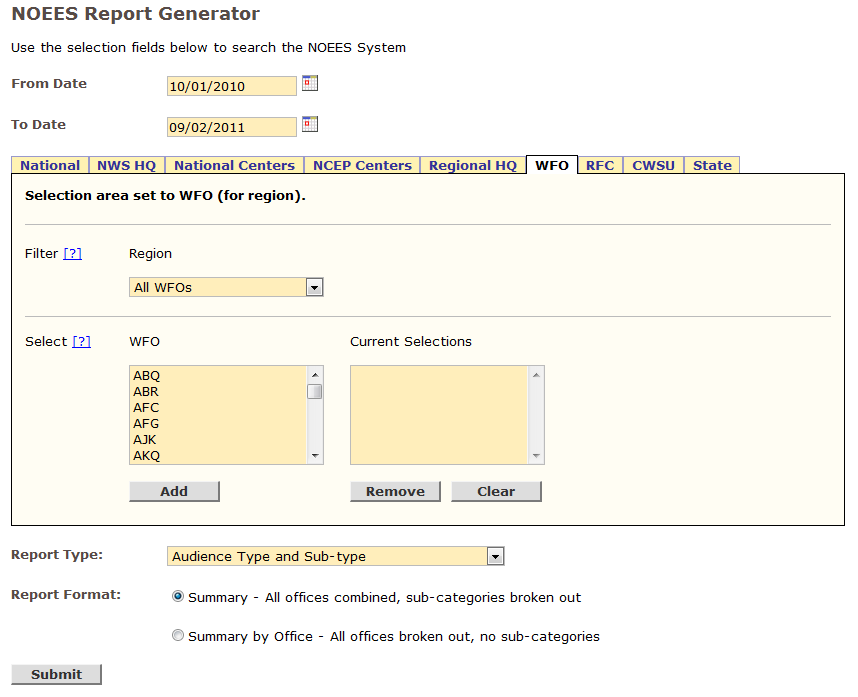 NOEES Report Generator
Use the selection fields below to search the NOEES System
From Date 10/01/2010
To Date 09/02/2011
National NWS HQ National Centers NCEP Centers Regional HQ WFO RFC CWSU State
Selection area set to WFO (for region).
Filter [?] Region
All WFOs
Select [?] WFO Current Selections
ABQ
ABR
AFC
AFG
AJK
AKQ
Add Remove Clear
Report Type: Audience Type and Sub-type
Report Format: Summary - All offices combined, sub-categories broken out
Summary by Office - All offices broken out, no sub-categories
Submit